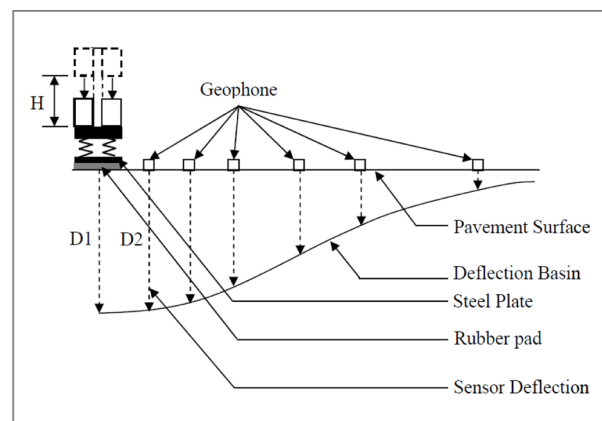 Geophone
H
D1
D2
Pavement Surface
Deflection Basin
Steel Plate
Rubber pad
Sensor Deflection